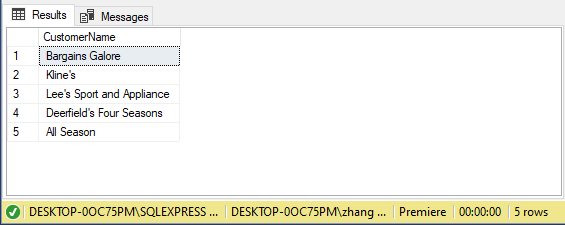 Results Messages
CustomerName
1 Bargains Galore
2 Kline's
3 Lee's Sport and Appliance
4 Deerfield's Four Seasons
5 All Season
DESKTOP-0OC75PM\SQLEXPRESS ... DESKTOP-0OC75PM\zhang ... Premiere 00:00:00 5 rows